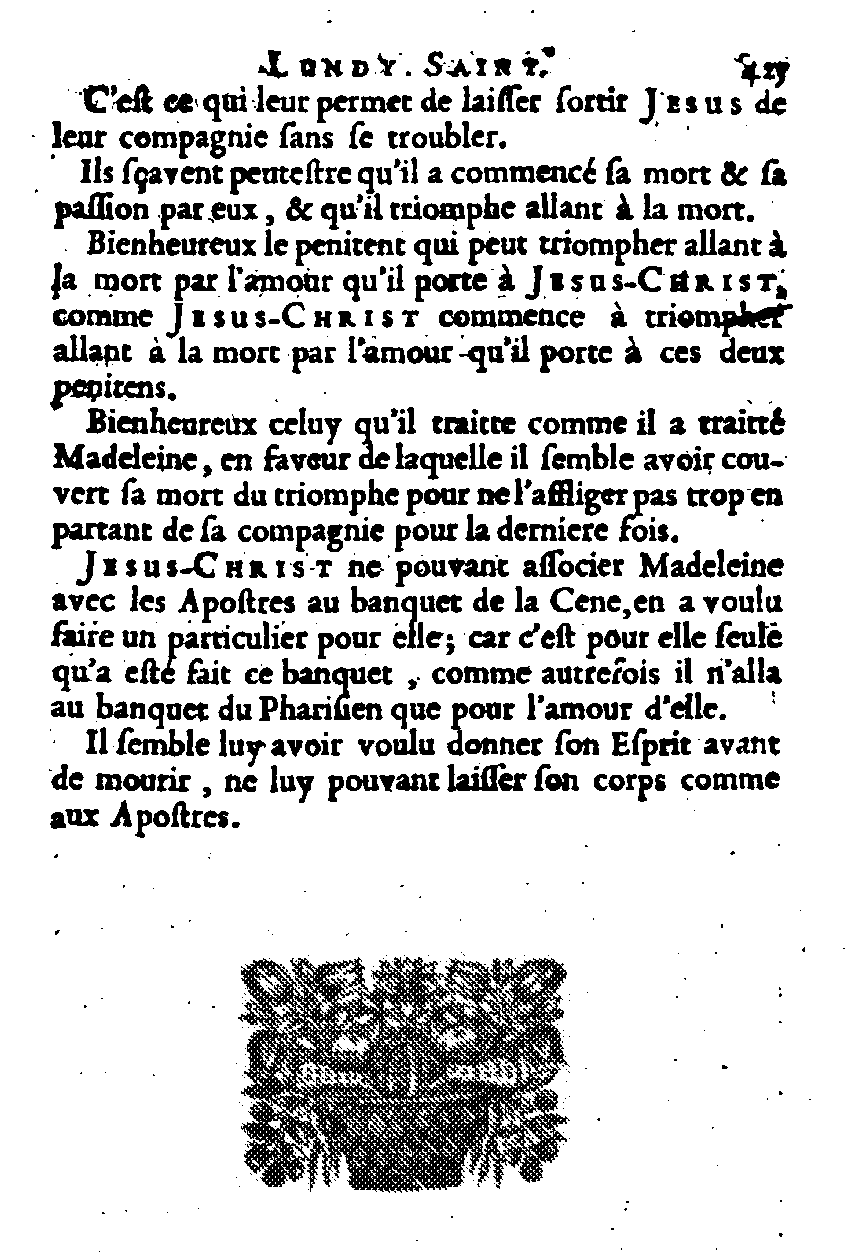 LUNDY. SAINT. 
C'est ce qui leur permet de laisser sortir JESUS de
leur compagnie sans se troubler.
Ils sçavent peutestre qu'il a commencé sa mort & sa
passion par eux, & qu'il triomphe allant à la mort.
Bienheureux le penitent qui peut triompher allant à
la mort par l'amour qu'il porte à JESUS-CHRIST,
comme JESUS-CHRIST commence à triompher
allant à la mort par l'amour qu'il porte à ces deux
penitens.
Bienheureux celuy qu'il traitte comme il a traitté
Madeleine, en faveur de laquelle il semble avoir cou-
vert sa mort du triomphe pour ne l'affliger pas trop en
partant de sa compagnie pour la derniere fois.
JESUS-CHRIST ne pouvant associer Madeleine
avec les Apostres au banquet de la Cene, en a voulu
faire un particulier pour elle; car c'est pour elle seule
qu'a esté fait ce banquet, comme autrefois il n'alla
au banquet du Pharisien que pour l'amour d'elle.
Il semble luy avoir voulu donner son Esprit avant
de mourir, ne luy pouvant laisser son corps comme
aux Apostres.